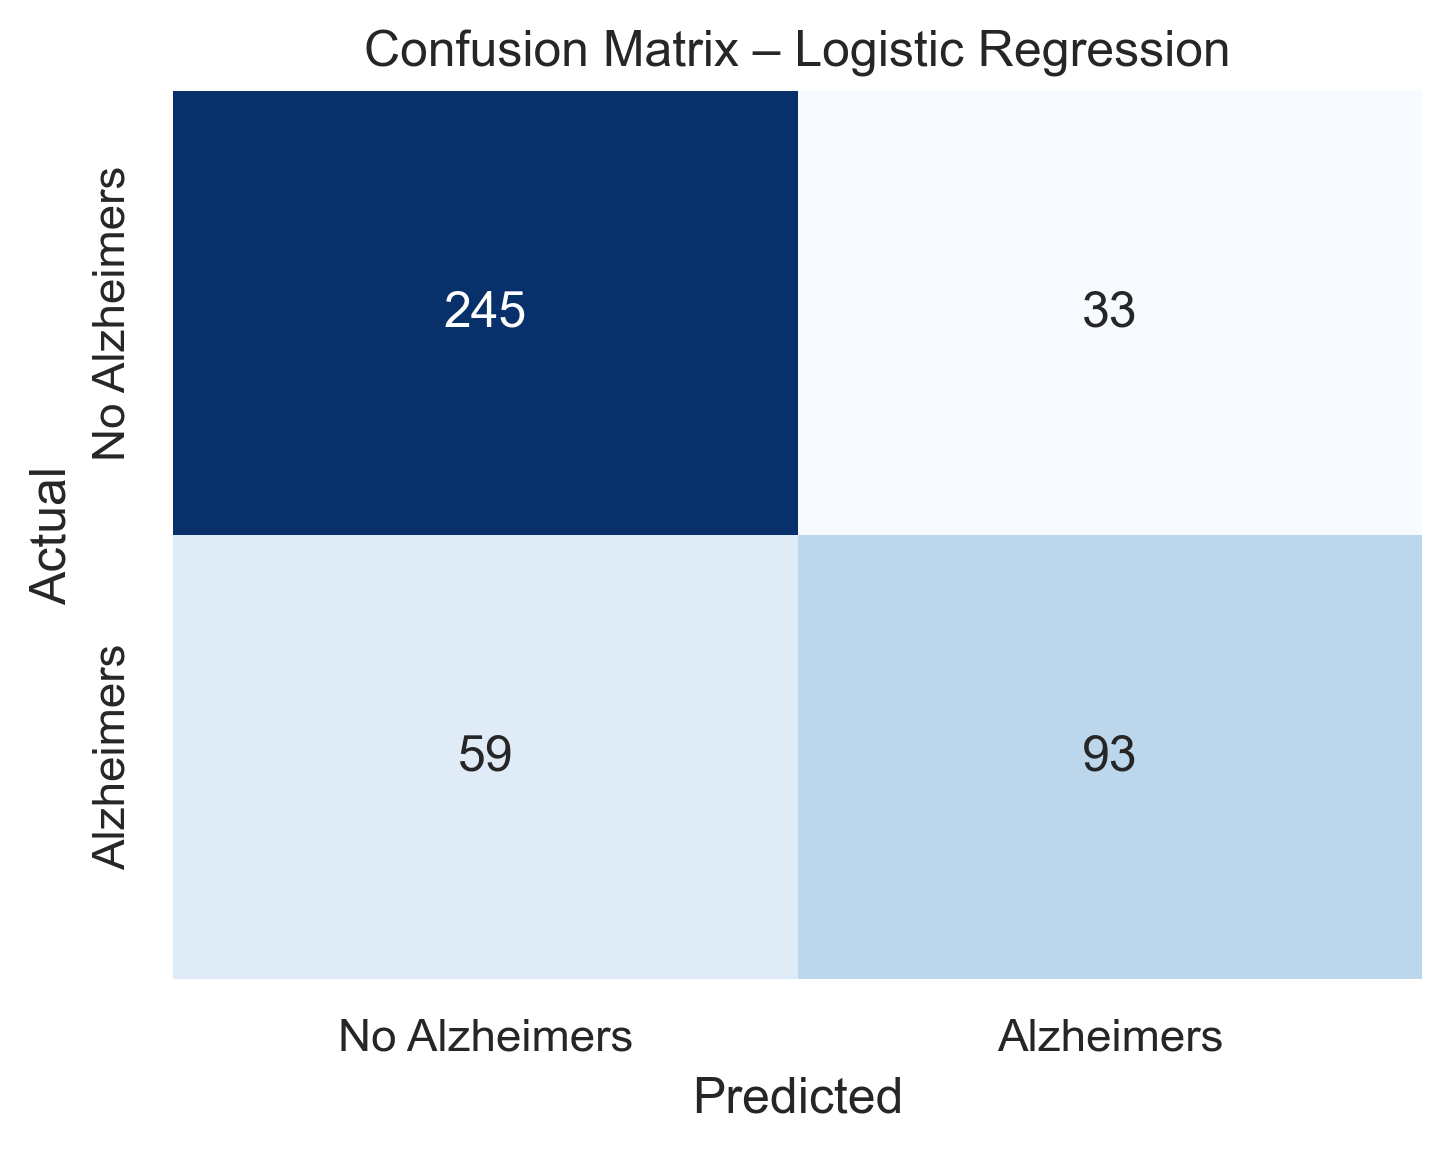 Confusion Matrix – Logistic Regression
Actual
No Alzheimers
245
33
Alzheimers
59
93
No Alzheimers
Alzheimers
Predicted